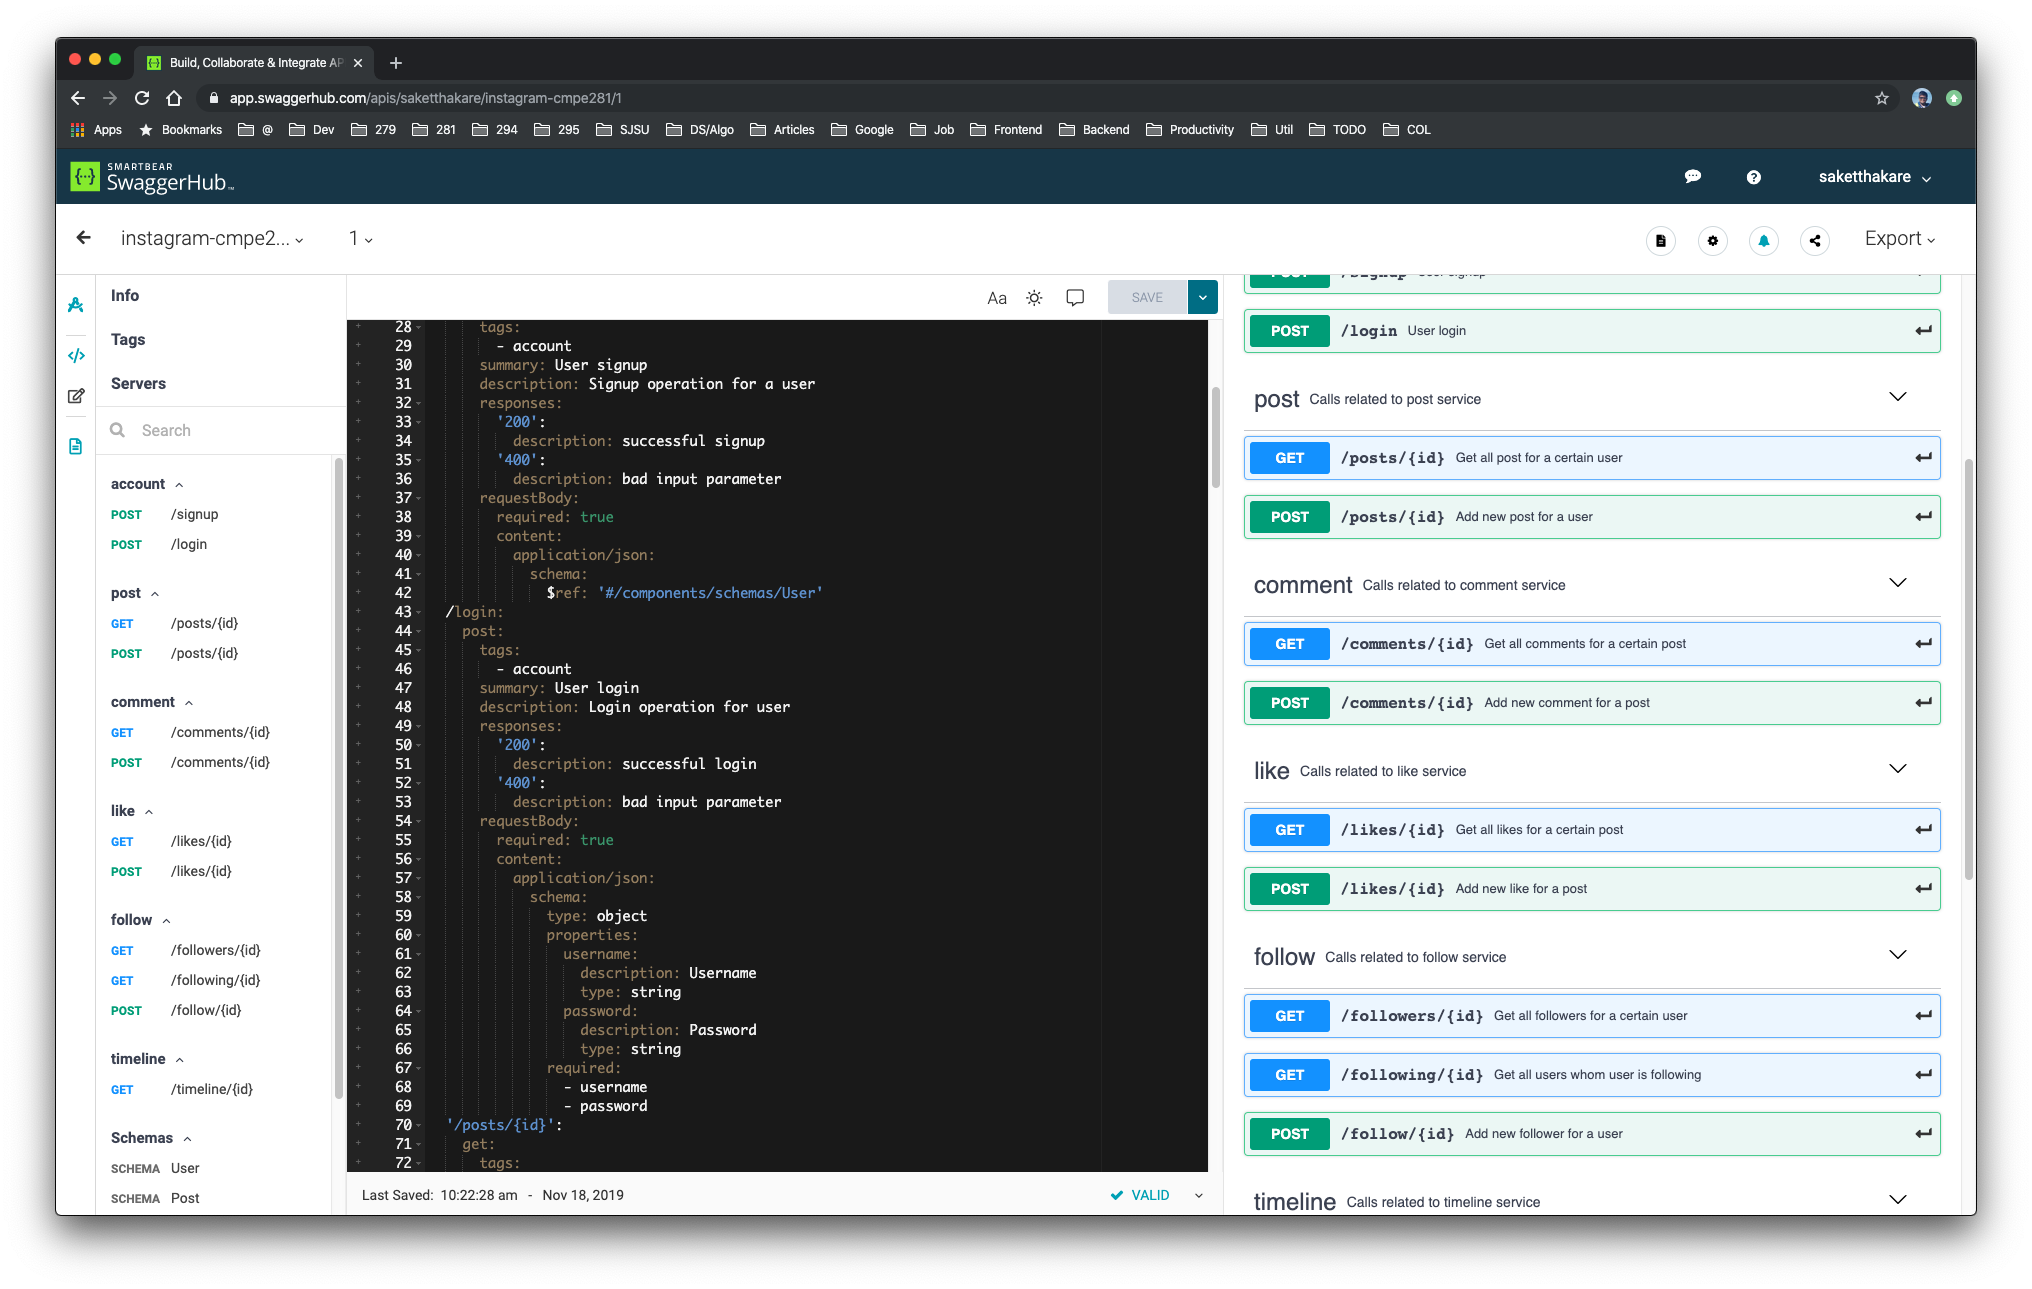 Build, Collaborate & Integrate AP
app.swaggerhub.com/apis/saketthakare/instagram-cmpe281/1
Apps Bookmarks @ Dev 279 281 294 295 SJSU DS/Algo Articles Google Job Frontend Backend Productivity Util TODO COL
SMARTBEAR
SwaggerHub™
saketthakare
instagram-cmpe2...
1
Export
Info
Tags
Servers
Search
account
POST /signup
POST /login
post
GET /posts/{id}
POST /posts/{id}
comment
GET /comments/{id}
POST /comments/{id}
like
GET /likes/{id}
POST /likes/{id}
follow
GET /followers/{id}
GET /following/{id}
POST /follow/{id}
timeline
GET /timeline/{id}
Schemas
SCHEMA User
SCHEMA Post
Aa
SAVE
28 tags:
29 - account
30 summary: User signup
31 description: Signup operation for a user
32 responses:
33 '200':
34 description: successful signup
35 '400':
36 description: bad input parameter
37 requestBody:
38 required: true
39 content:
40 application/json:
41 schema:
42 $ref: '#/components/schemas/User'
43 /login:
44 post:
45 tags:
46 - account
47 summary: User login
48 description: Login operation for user
49 responses:
50 '200':
51 description: successful login
52 '400':
53 description: bad input parameter
54 requestBody:
55 required: true
56 content:
57 application/json:
58 schema:
59 type: object
60 properties:
61 username:
62 description: Username
63 type: string
64 password:
65 description: Password
66 type: string
67 required:
68 - username
69 - password
70 '/posts/{id}':
71 get:
72 tags:
Last Saved: 10:22:28 am - Nov 18, 2019
VALID
POST /signup User signup
POST /login User login
post Calls related to post service
GET /posts/{id} Get all post for a certain user
POST /posts/{id} Add new post for a user
comment Calls related to comment service
GET /comments/{id} Get all comments for a certain post
POST /comments/{id} Add new comment for a post
like Calls related to like service
GET /likes/{id} Get all likes for a certain post
POST /likes/{id} Add new like for a post
follow Calls related to follow service
GET /followers/{id} Get all followers for a certain user
GET /following/{id} Get all users whom user is following
POST /follow/{id} Add new follower for a user
timeline Calls related to timeline service